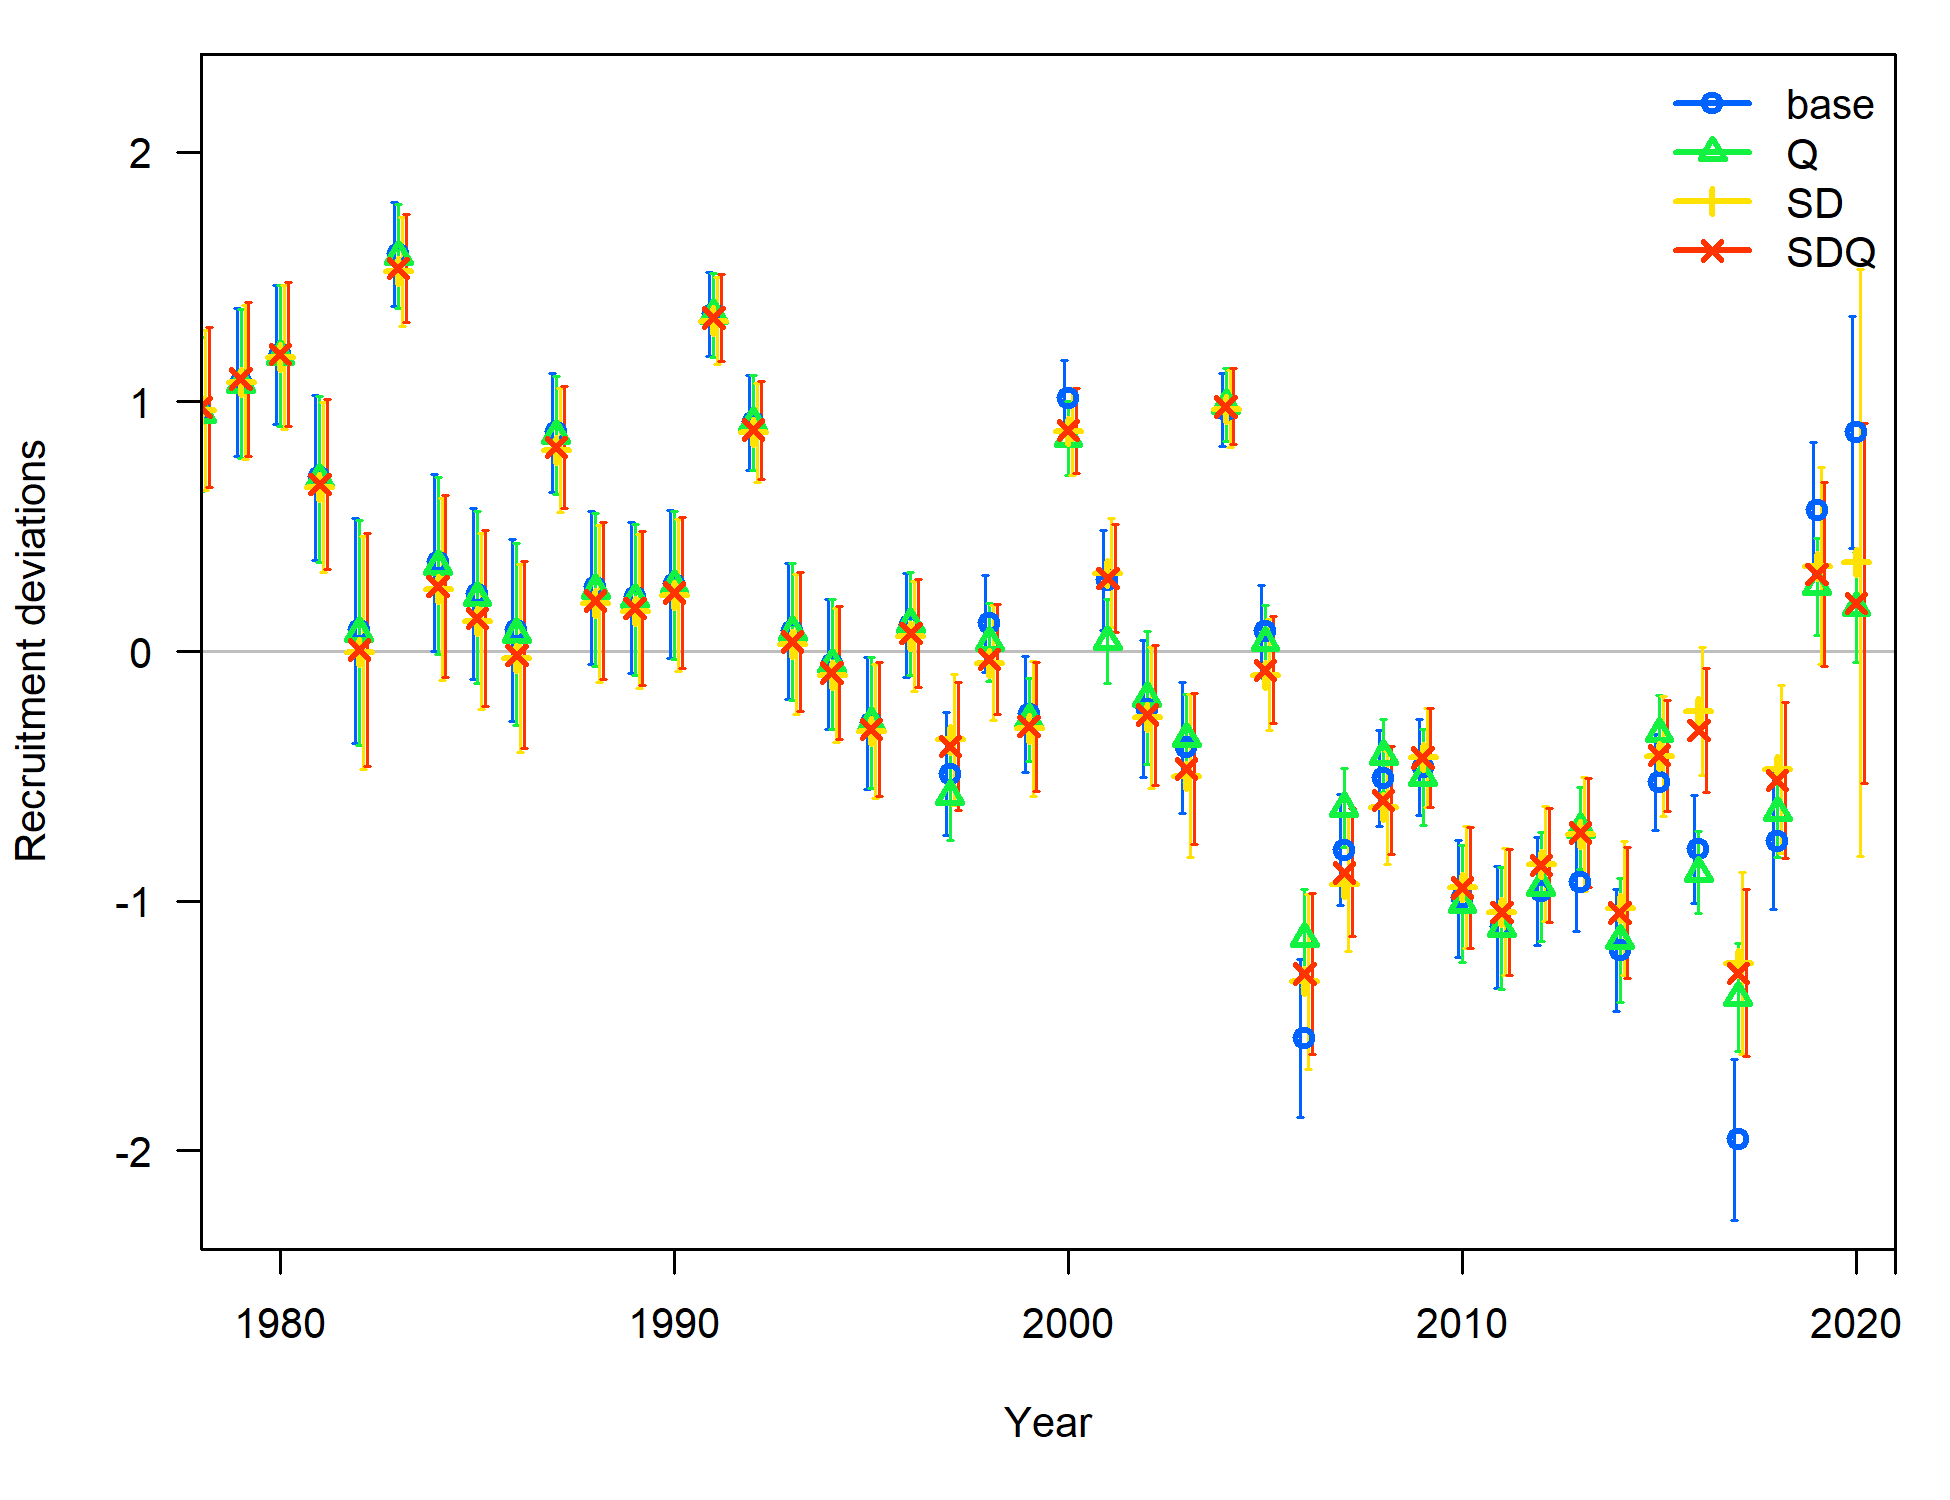 base
Q
SD
SDQ
2
1
0
-1
-2
Recruitment deviations
1980
1990
2000
2010
2020
Year